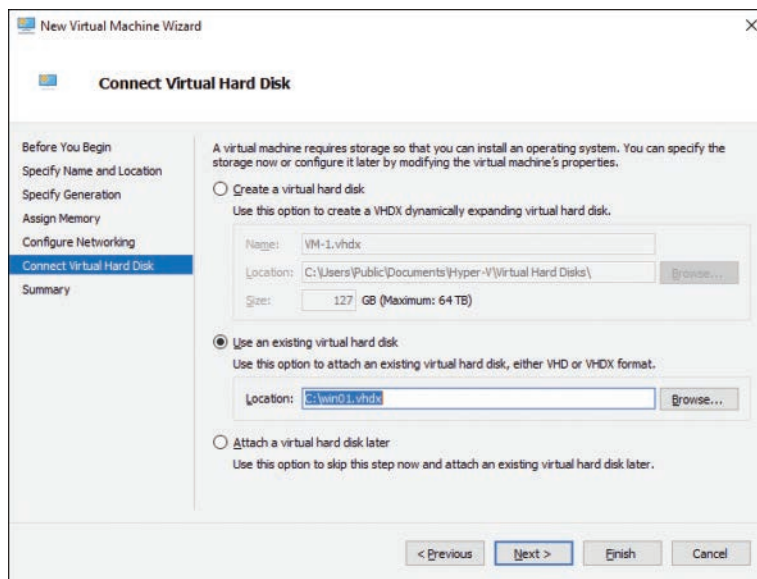 New Virtual Machine Wizard
Connect Virtual Hard Disk
Before You Begin
Specify Name and Location
Specify Generation
Assign Memory
Configure Networking
Connect Virtual Hard Disk
Summary
A virtual machine requires storage so that you can install an operating system. You can specify the
storage now or configure it later by modifying the virtual machine's properties.
Create a virtual hard disk
Use this option to create a VHDX dynamically expanding virtual hard disk.
Name: VM-1.vhdx
Location: C:\Users\Public\Documents\Hyper-V\Virtual Hard Disks\ Browse...
Size: 127 GB (Maximum: 64 TB)
Use an existing virtual hard disk
Use this option to attach an existing virtual hard disk, either VHD or VHDX format.
Location: C:\win01.vhdx Browse...
Attach a virtual hard disk later
Use this option to skip this step now and attach an existing virtual hard disk later.
< Previous Next > Finish Cancel